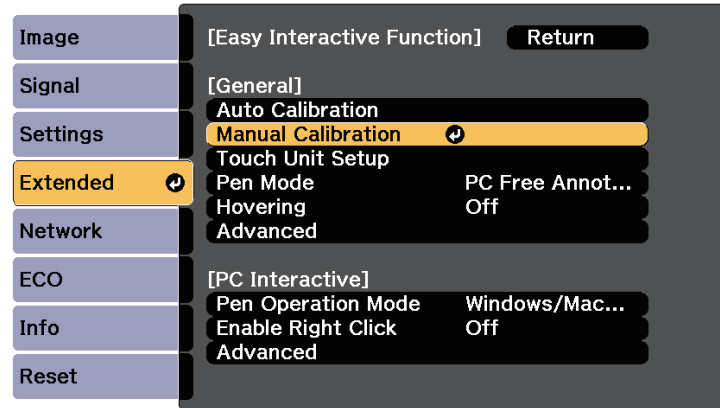 Image
Signal
Settings
Extended
Network
ECO
Info
Reset
[Easy Interactive Function] Return
[General]
Auto Calibration
Manual Calibration
Touch Unit Setup
Pen Mode PC Free Annot...
Hovering Off
Advanced
[PC Interactive]
Pen Operation Mode Windows/Mac...
Enable Right Click Off
Advanced